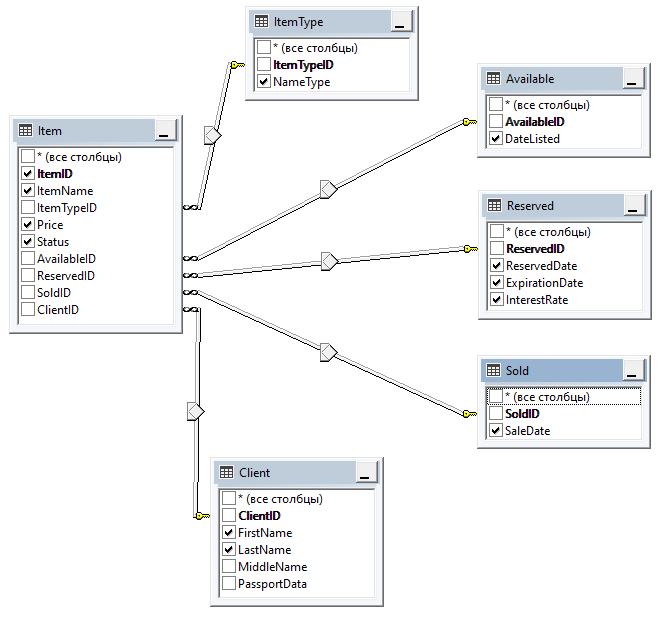 ItemType
* (все столбцы)
ItemTypeID
NameType
Available
* (все столбцы)
AvailableID
DateListed
Item
* (все столбцы)
ItemID
ItemName
ItemTypeID
Price
Status
AvailableID
ReservedID
SoldID
ClientID
Reserved
* (все столбцы)
ReservedID
ReservedDate
ExpirationDate
InterestRate
Sold
* (все столбцы)
SoldID
SaleDate
Client
* (все столбцы)
ClientID
FirstName
LastName
MiddleName
PassportData